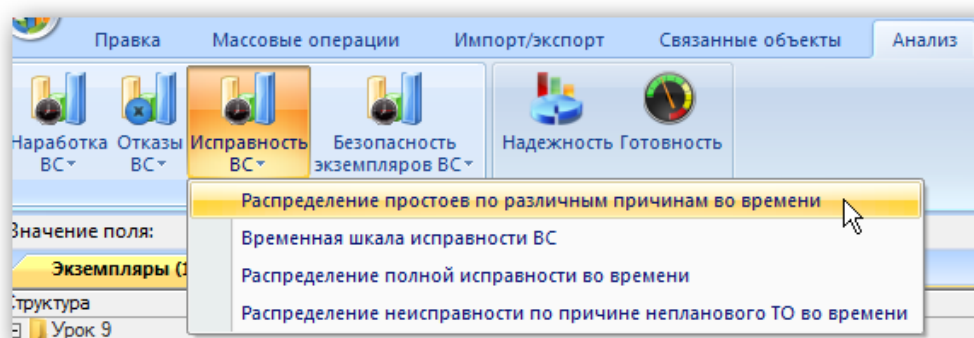 Правка Массовые операции Импорт/экспорт Связанные объекты Анализ
Наработка ВС Отказы ВС Исправность ВС Безопасность экземпляров ВС Надежность Готовность
Распределение простоев по различным причинам во времени
Значение поля:
Временная шкала исправности ВС
Экземпляры (1
Распределение полной исправности во времени
Структура
Распределение неисправности по причине непланового ТО во времени
Урок 9